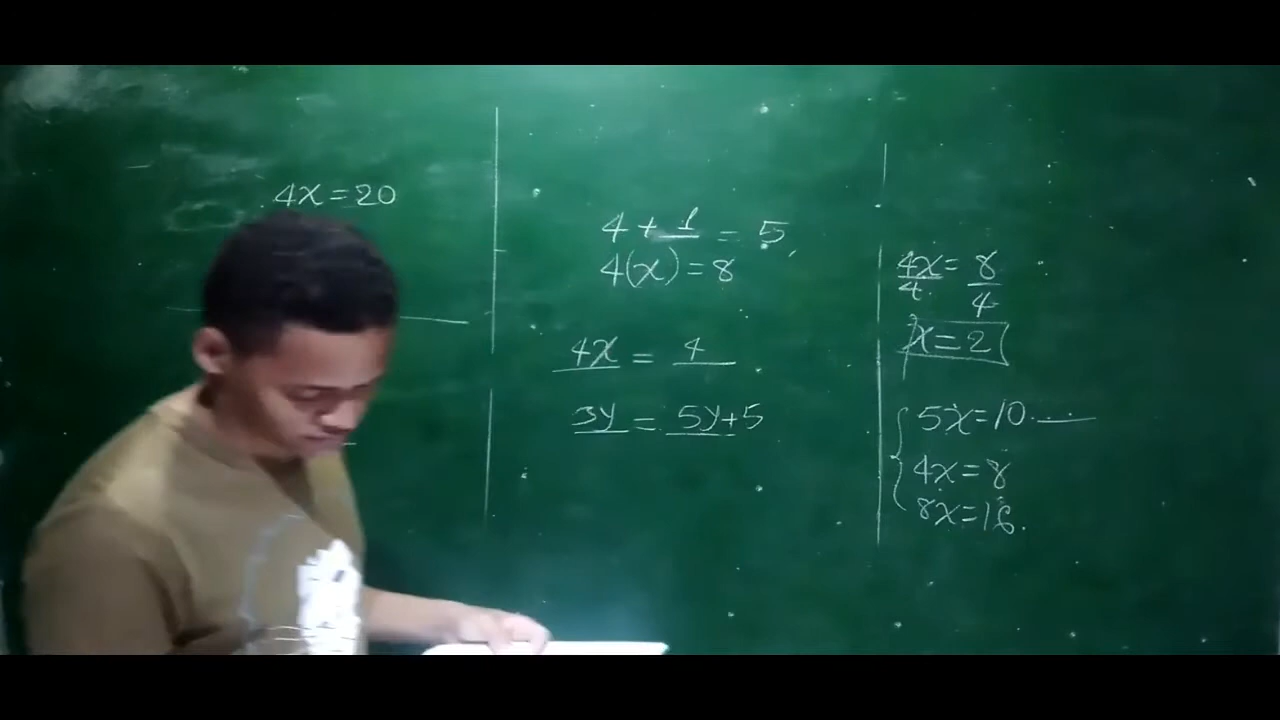 4x = 20
4 + 1 = 5,
4(x) = 8
4x = 4
3y = 5y + 5
4x = 8
4 4
x = 2
5x = 10
4x = 8
8x = 16.